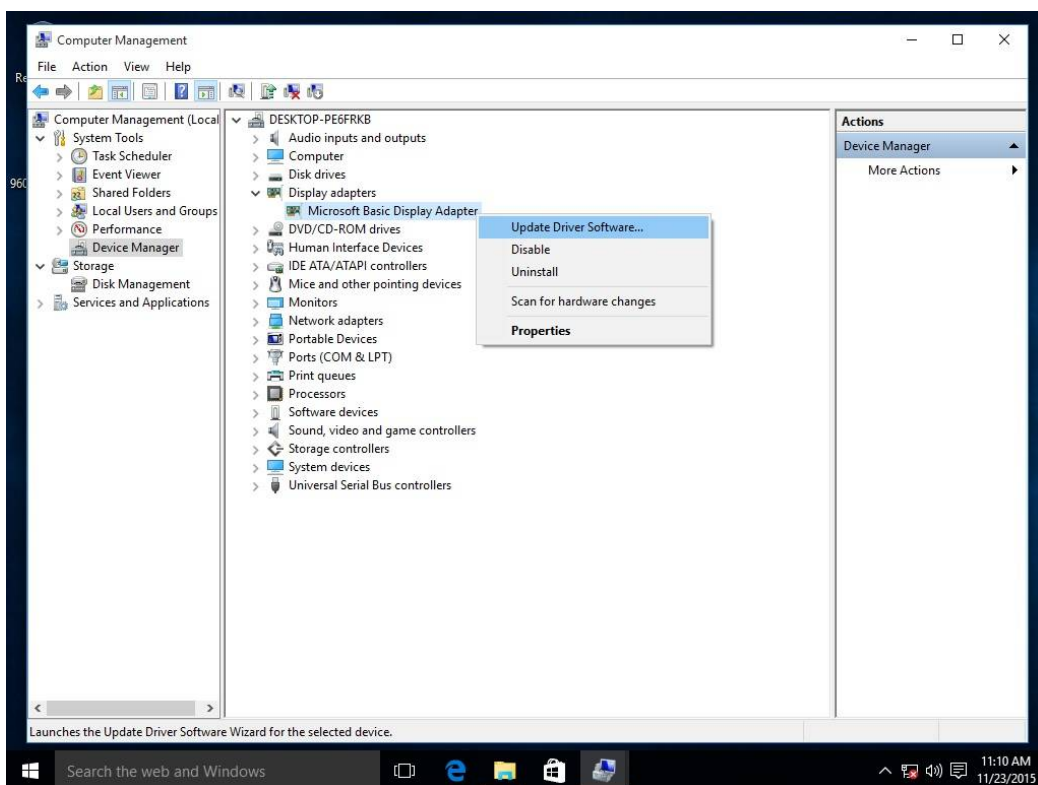 Computer Management
File Action View Help
Re
960
Computer Management (Local
System Tools
Task Scheduler
Event Viewer
Shared Folders
Local Users and Groups
Performance
Device Manager
Storage
Disk Management
Services and Applications
DESKTOP-PE6FRKB
Audio inputs and outputs
Computer
Disk drives
Display adapters
Microsoft Basic Display Adapter
DVD/CD-ROM drives
Human Interface Devices
IDE ATA/ATAPI controllers
Mice and other pointing devices
Monitors
Network adapters
Portable Devices
Ports (COM & LPT)
Print queues
Processors
Software devices
Sound, video and game controllers
Storage controllers
System devices
Universal Serial Bus controllers
Update Driver Software...
Disable
Uninstall
Scan for hardware changes
Properties
Actions
Device Manager
More Actions
Launches the Update Driver Software Wizard for the selected device.
Search the web and Windows
11:10 AM
11/23/2015